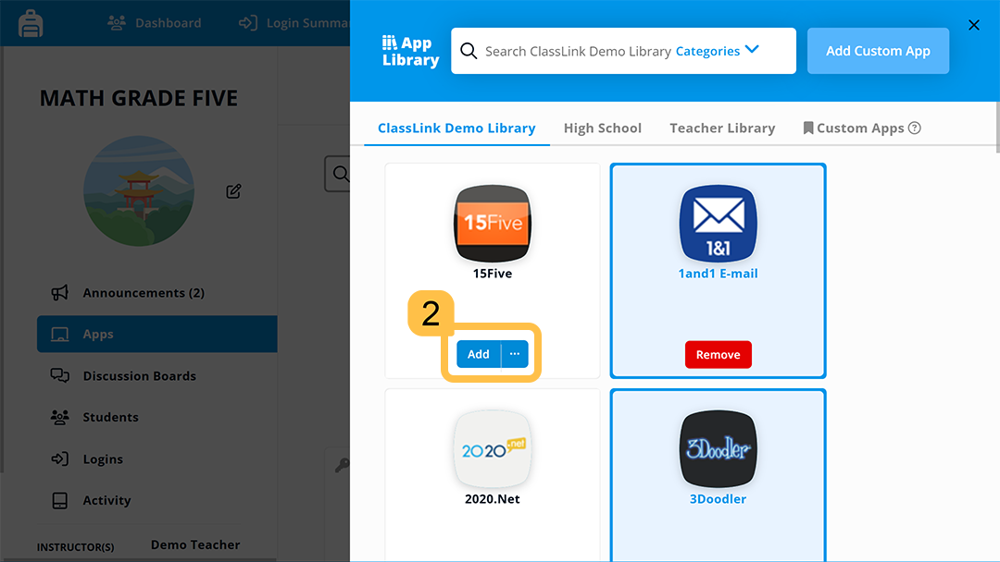 Dashboard
Login Summa
App
Library
Search ClassLink Demo Library
Categories
Add Custom App
MATH GRADE FIVE
Announcements (2)
Apps
Discussion Boards
Students
Logins
Activity
INSTRUCTOR(S)
Demo Teacher
ClassLink Demo Library
High School
Teacher Library
Custom Apps
15Five
15Five
2
Add
...
1&1
1and1 E-mail
Remove
2020.net
2020.Net
3Doodler
3Doodler